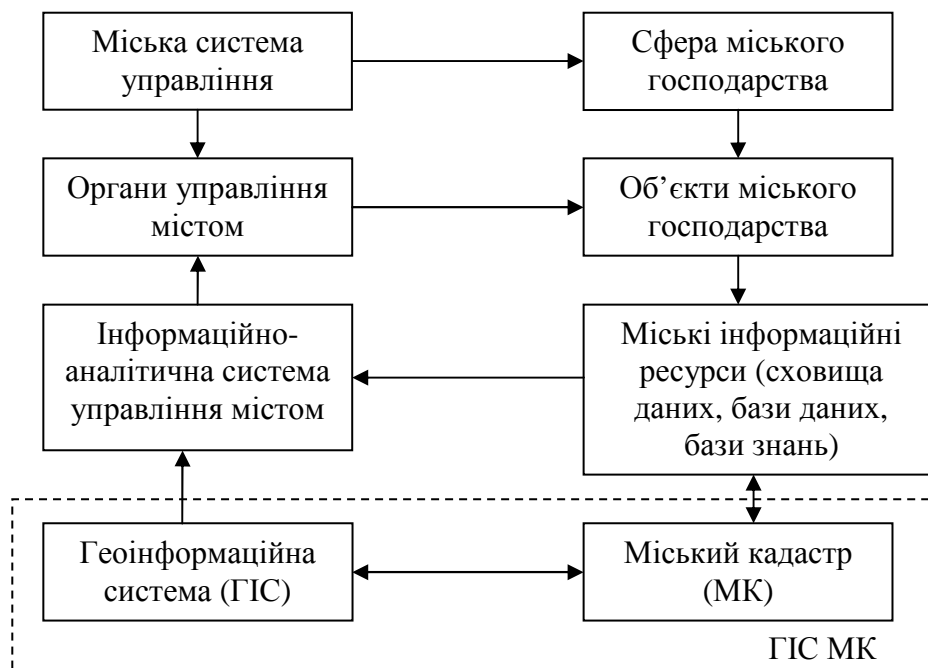 Міська система
управління
Сфера міського
господарства
Органи управління
містом
Об’єкти міського
господарства
Інформаційно-
аналітична система
управління містом
Міські інформаційні
ресурси (сховища
даних, бази даних,
бази знань)
Геоінформаційна
система (ГІС)
Міський кадастр
(МК)
ГІС МК